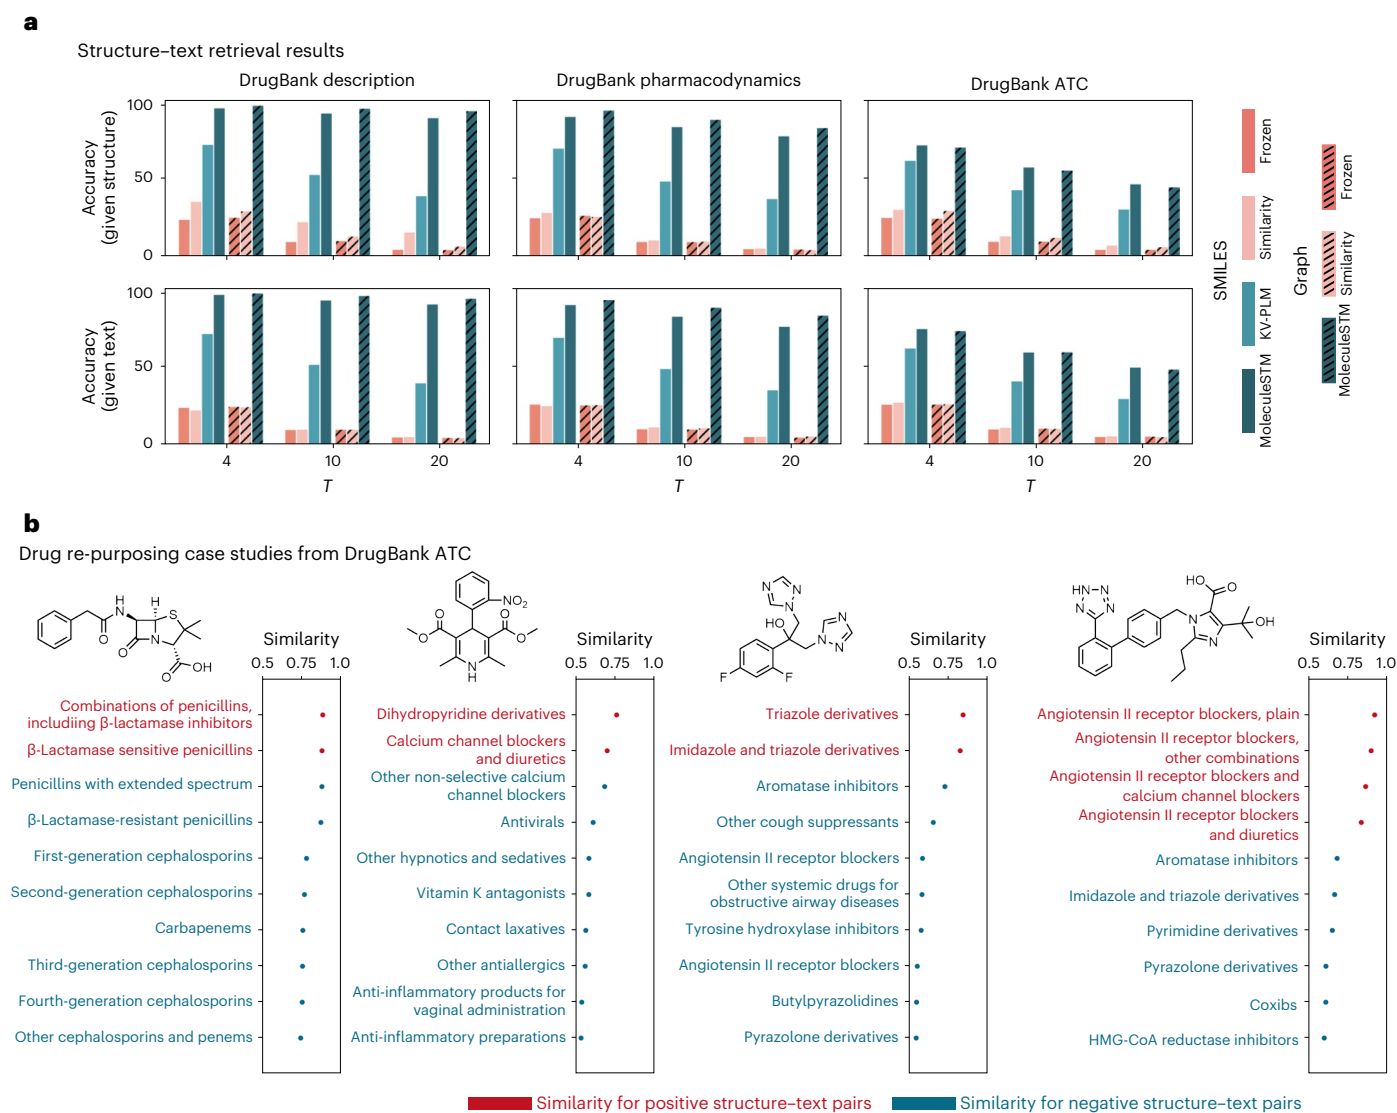 a
Structure–text retrieval results
DrugBank description
DrugBank pharmacodynamics
DrugBank ATC
Accuracy
(given structure)
100
50
0
Accuracy
(given text)
100
50
0
4
10
20
4
10
20
4
10
20
T
T
T
SMILES
Frozen
Similarity
KV-PLM
MoleculeSTM
Graph
Frozen
Similarity
MoleculeSTM
b
Drug re-purposing case studies from DrugBank ATC
H
N
O
H
S
N
O
O
OH
Similarity
0.5 0.75 1.0
Combinations of penicillins,
includiing β-lactamase inhibitors
β-Lactamase sensitive penicillins
Penicillins with extended spectrum
β-Lactamase-resistant penicillins
First-generation cephalosporins
Second-generation cephalosporins
Carbapenems
Third-generation cephalosporins
Fourth-generation cephalosporins
Other cephalosporins and penems
NO2
O
O
O
O
N
H
Similarity
0.5 0.75 1.0
Dihydropyridine derivatives
Calcium channel blockers
and diuretics
Other non-selective calcium
channel blockers
Antivirals
Other hypnotics and sedatives
Vitamin K antagonists
Contact laxatives
Other antiallergics
Anti-inflammatory products for
vaginal administration
Anti-inflammatory preparations
N
N
N
N
HO
N
N
N
F
F
Similarity
0.5 0.75 1.0
Triazole derivatives
Imidazole and triazole derivatives
Aromatase inhibitors
Other cough suppressants
Angiotensin II receptor blockers
Other systemic drugs for
obstructive airway diseases
Tyrosine hydroxylase inhibitors
Angiotensin II receptor blockers
Butylpyrazolidines
Pyrazolone derivatives
HN
N
N
N
HO
O
N
N
OH
Similarity
0.5 0.75 1.0
Angiotensin II receptor blockers, plain
Angiotensin II receptor blockers,
other combinations
Angiotensin II receptor blockers and
calcium channel blockers
Angiotensin II receptor blockers
and diuretics
Aromatase inhibitors
Imidazole and triazole derivatives
Pyrimidine derivatives
Pyrazolone derivatives
Coxibs
HMG-CoA reductase inhibitors
Similarity for positive structure–text pairs
Similarity for negative structure–text pairs